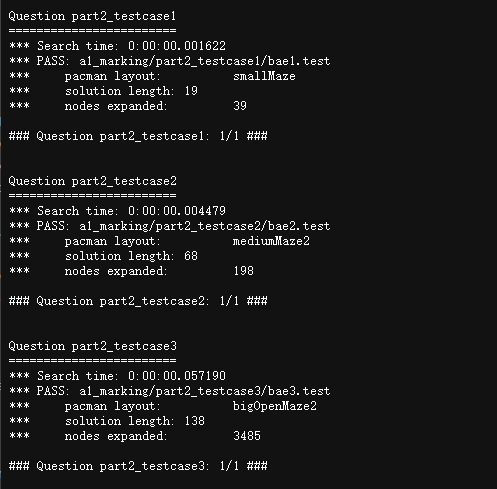 Question part2_testcase1
========================
*** Search time: 0:00:00.001622
*** PASS: a1_marking/part2_testcase1/bae1.test
***     pacman layout:          smallMaze
***     solution length: 19
***     nodes expanded:         39
### Question part2_testcase1: 1/1 ###
Question part2_testcase2
========================
*** Search time: 0:00:00.004479
*** PASS: a1_marking/part2_testcase2/bae2.test
***     pacman layout:          mediumMaze2
***     solution length: 68
***     nodes expanded:         198
### Question part2_testcase2: 1/1 ###
Question part2_testcase3
========================
*** Search time: 0:00:00.057190
*** PASS: a1_marking/part2_testcase3/bae3.test
***     pacman layout:          bigOpenMaze2
***     solution length: 138
***     nodes expanded:         3485
### Question part2_testcase3: 1/1 ###